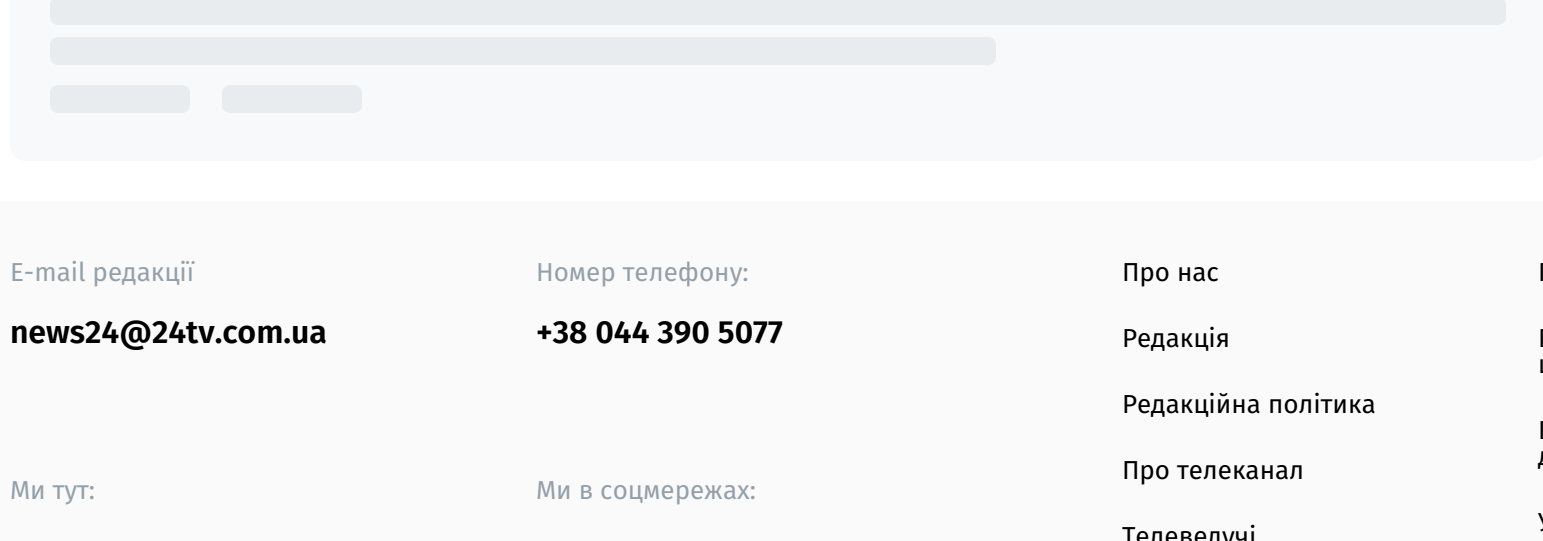 E-mail редакції
news24@24tv.com.ua
Номер телефону:
+38 044 390 5077
Ми тут:
Ми в соцмережах:
Про нас
Редакція
Редакційна політика
Про телеканал
Телеведучі